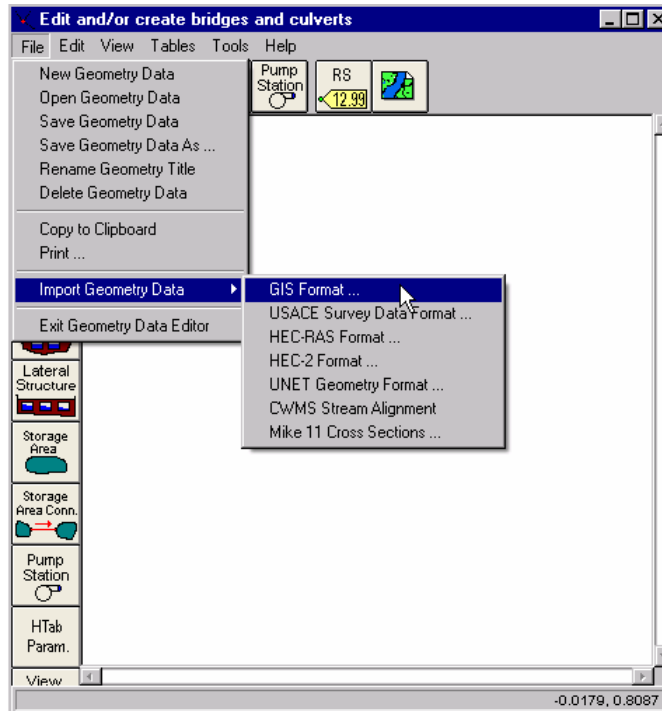 Edit and/or create bridges and culverts
File Edit View Tables Tools Help
New Geometry Data
Open Geometry Data
Save Geometry Data
Save Geometry Data As ...
Rename Geometry Title
Delete Geometry Data
Copy to Clipboard
Print ...
Import Geometry Data
Exit Geometry Data Editor
Pump
Station
RS
12.99
GIS Format ...
USACE Survey Data Format ...
HEC-RAS Format ...
HEC-2 Format ...
UNET Geometry Format ...
CWMS Stream Alignment
Mike 11 Cross Sections ...
Lateral
Structure
Storage
Area
Storage
Area Conn.
Pump
Station
HTab
Param.
View
-0.0179, 0.8087